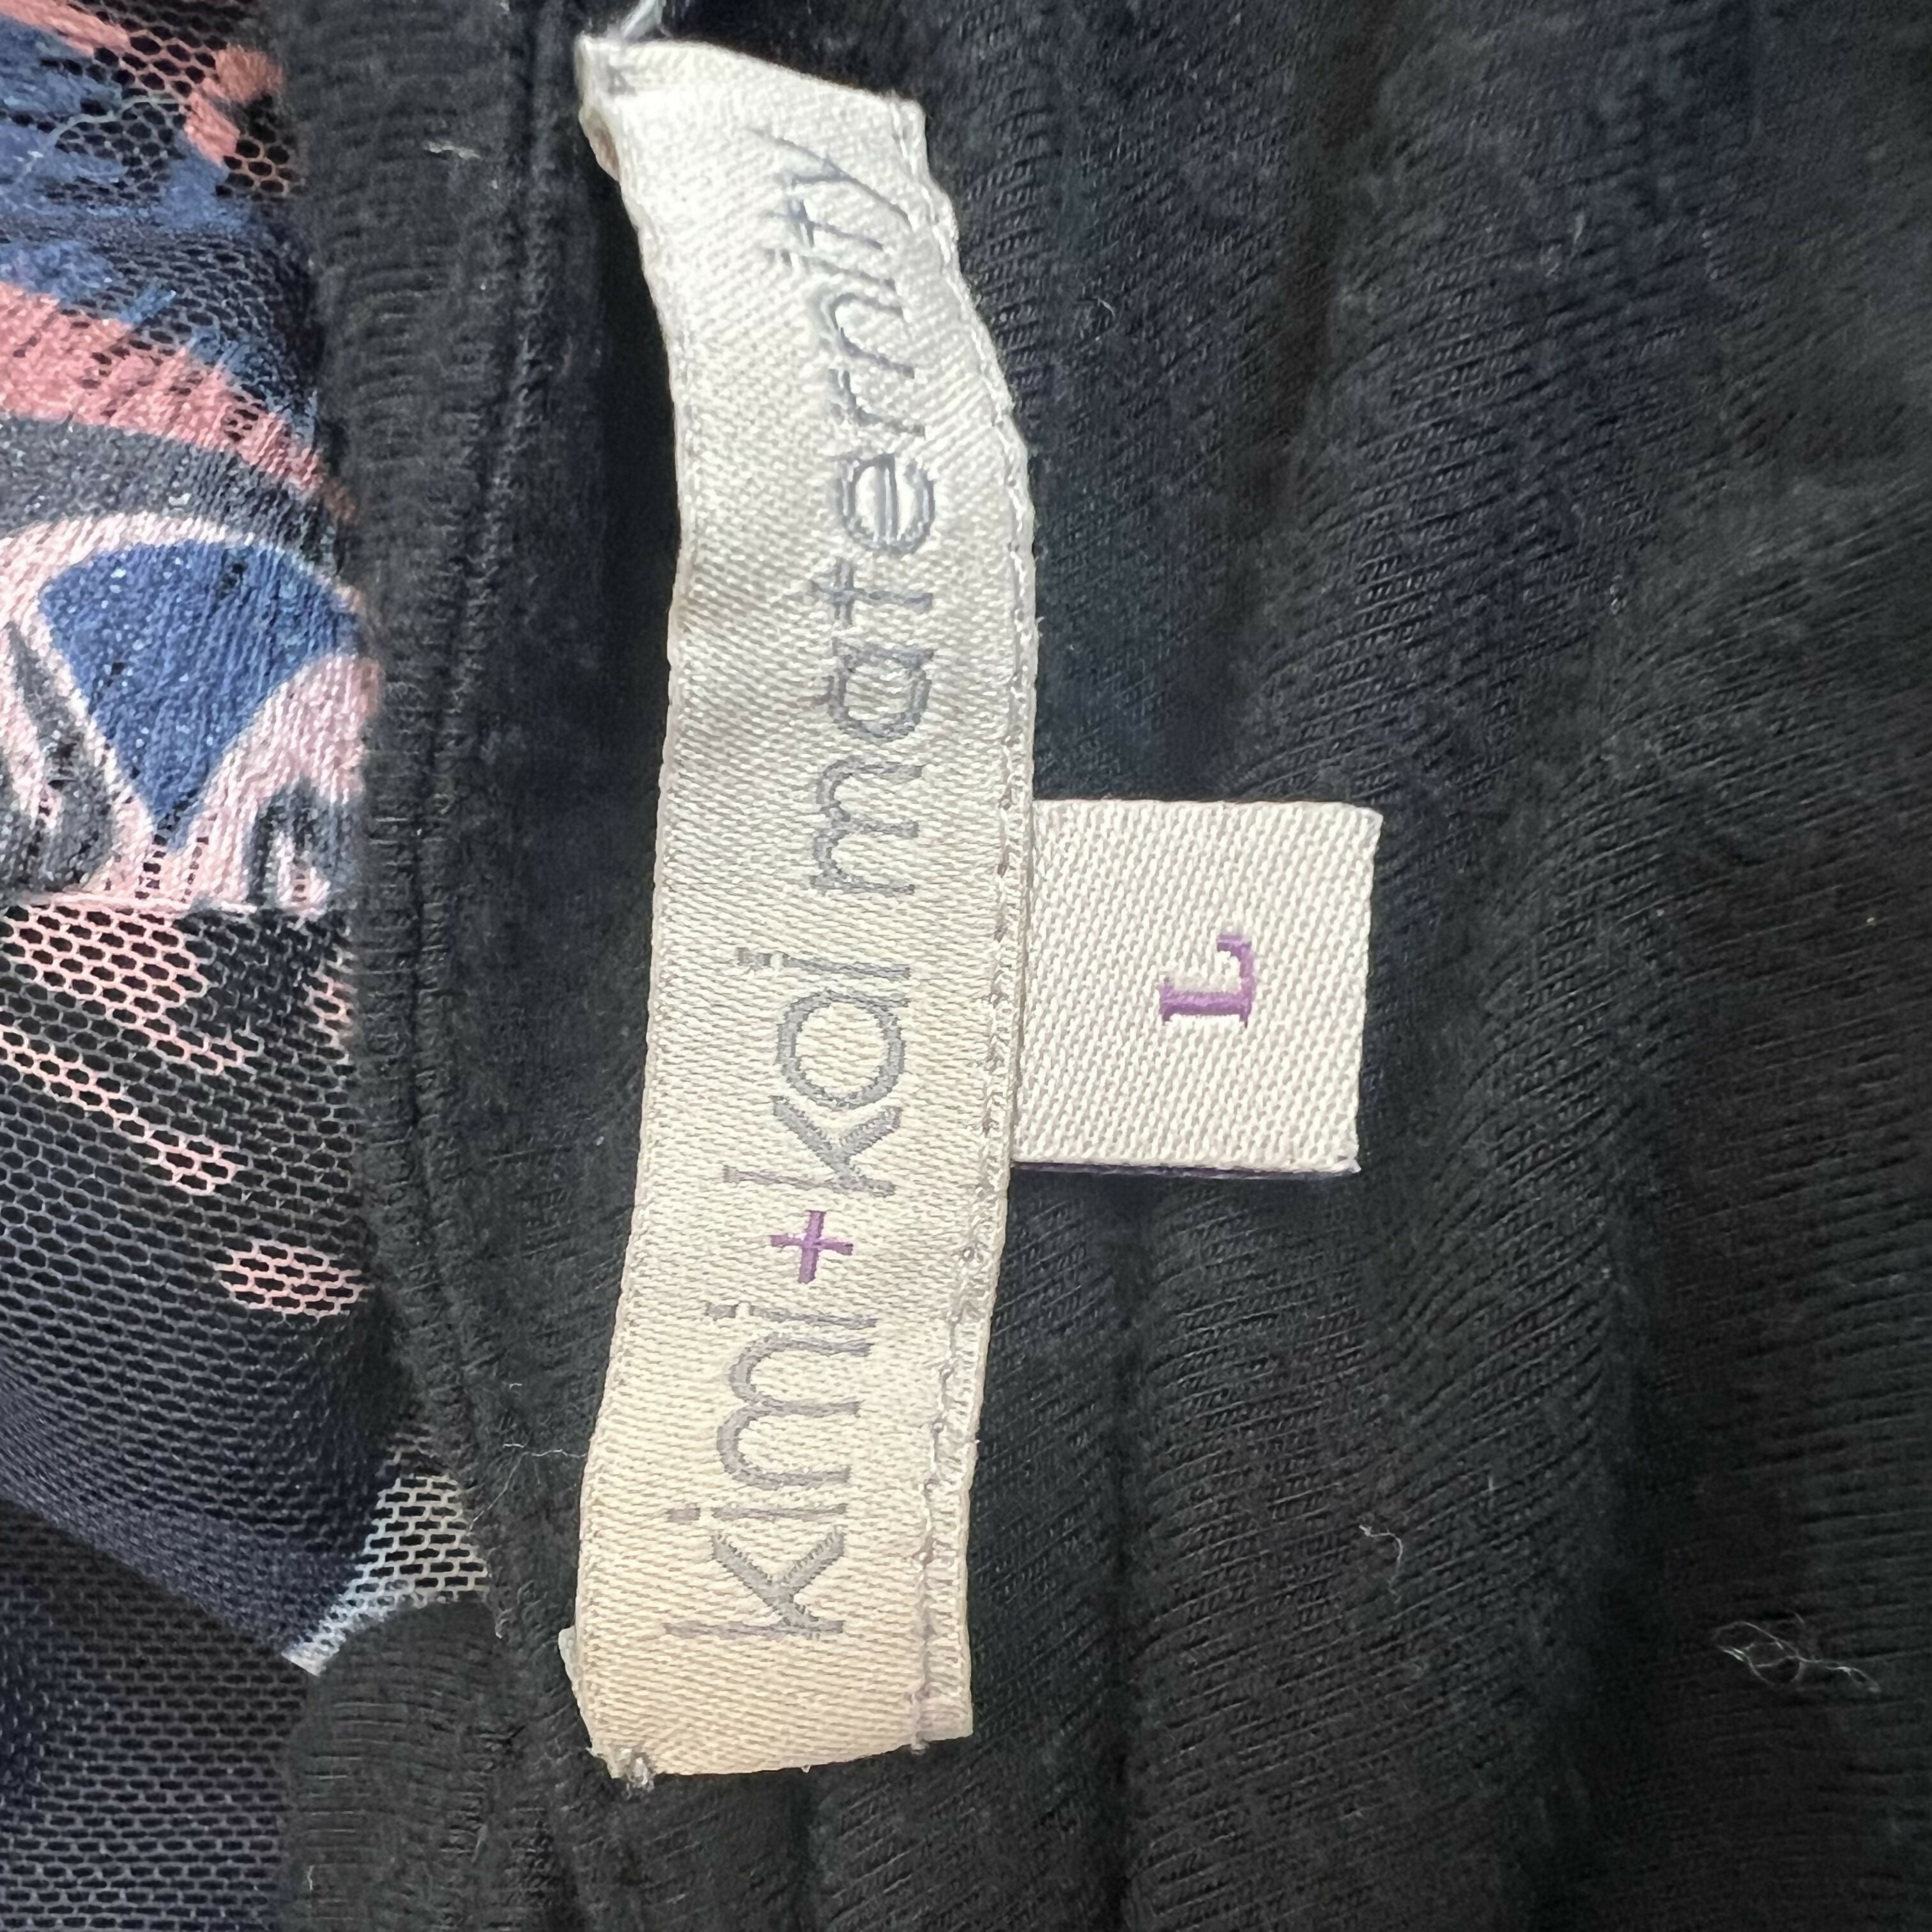 kimi + kai maternity
L